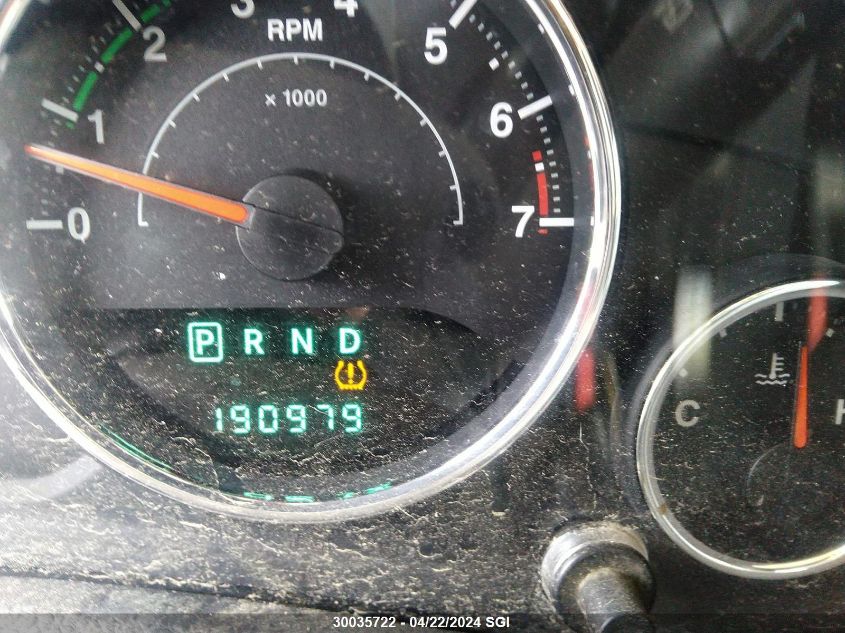 3 4
2 RPM 5
1 x 1000 6
0 7
P R N D
190979
C H
30035722 - 04/22/2024 SGI